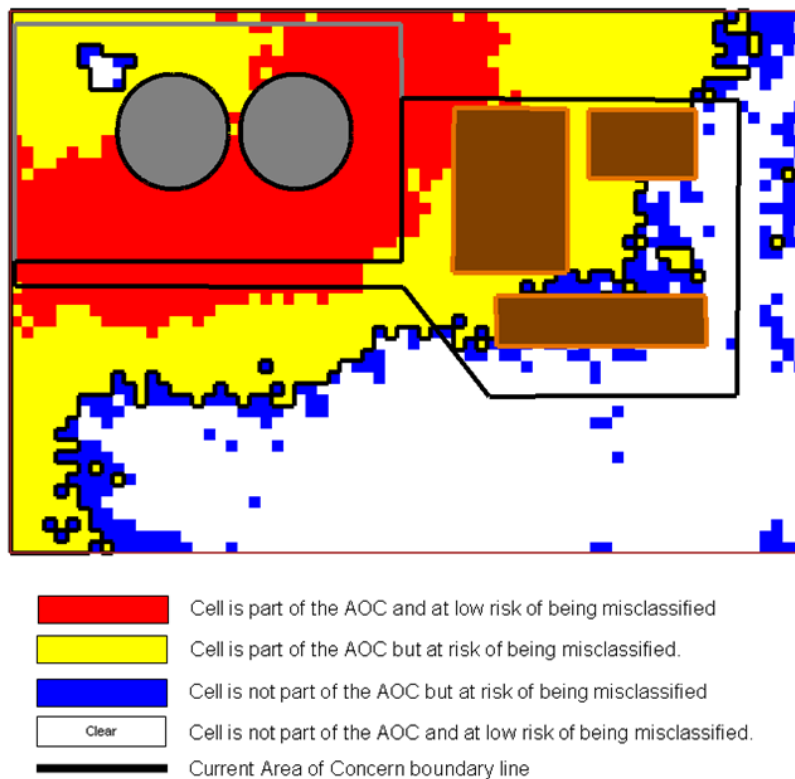 Cell is part of the AOC and at low risk of being misclassified
Cell is part of the AOC but at risk of being misclassified.
Cell is not part of the AOC but at risk of being misclassified
Clear
Cell is not part of the AOC and at low risk of being misclassified.
Current Area of Concern boundary line